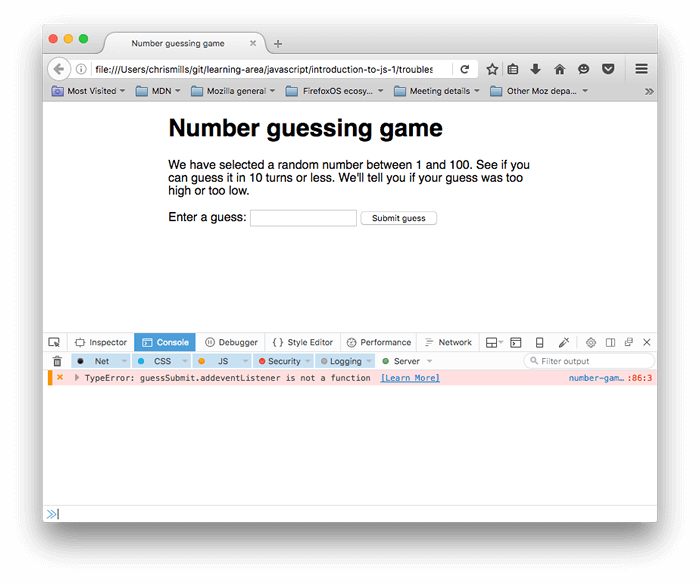 Number guessing game
file:///Users/chrismills/git/learning-area/javascript/introduction-to-js-1/troubles
Most Visited MDN Mozilla general FirefoxOS ecosy... Meeting details Other Moz depa...
Number guessing game
We have selected a random number between 1 and 100. See if you
can guess it in 10 turns or less. We'll tell you if your guess was too
high or too low.
Enter a guess: Submit guess
Inspector Console Debugger { } Style Editor Performance Network
Net CSS JS Security Logging Server Filter output
TypeError: guessSubmit.addeventListener is not a function [Learn More] number-gam… :86:3